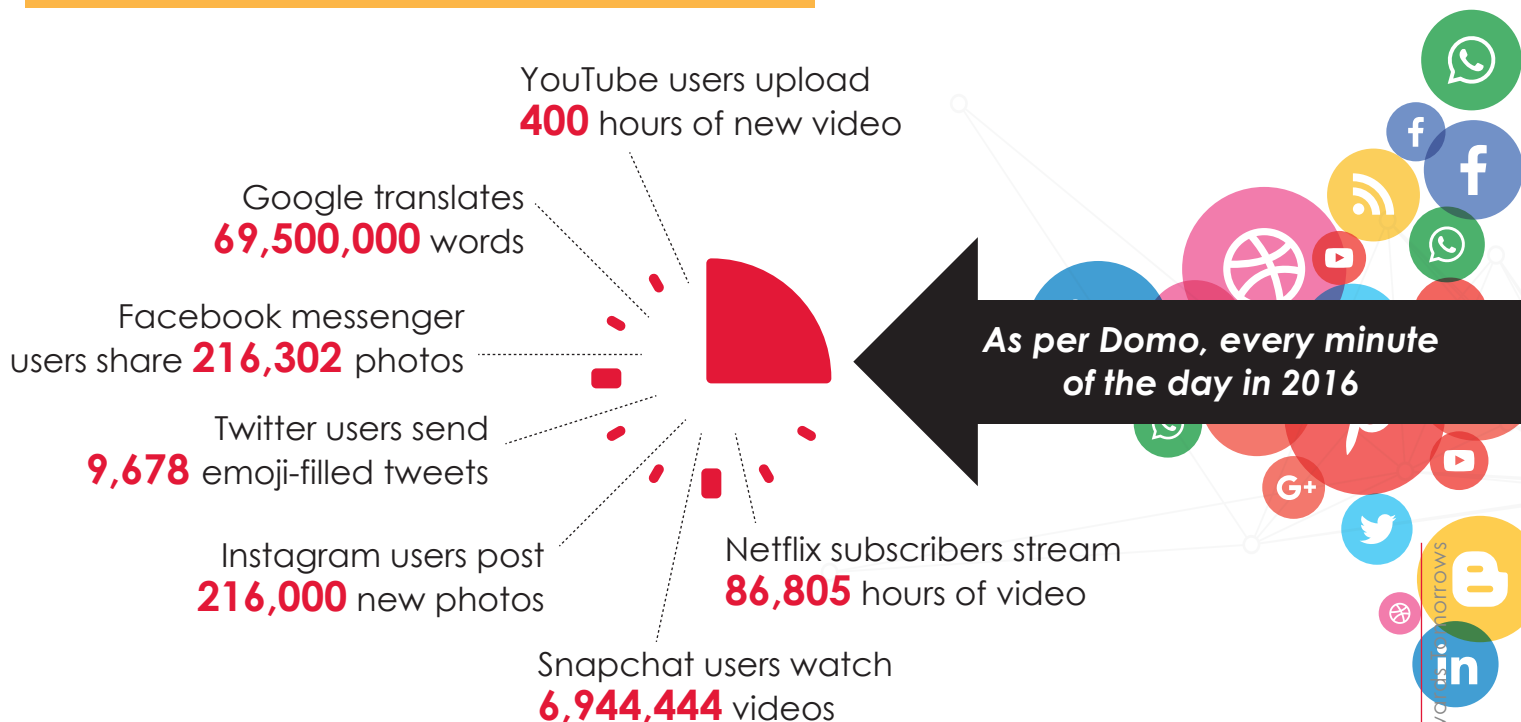 YouTube users upload
400 hours of new video
Google translates
69,500,000 words
Facebook messenger
users share 216,302 photos
Twitter users send
9,678 emoji-filled tweets
Instagram users post
216,000 new photos
Snapchat users watch
6,944,444 videos
Netflix subscribers stream
86,805 hours of video
As per Domo, every minute
of the day in 2016
G+
in